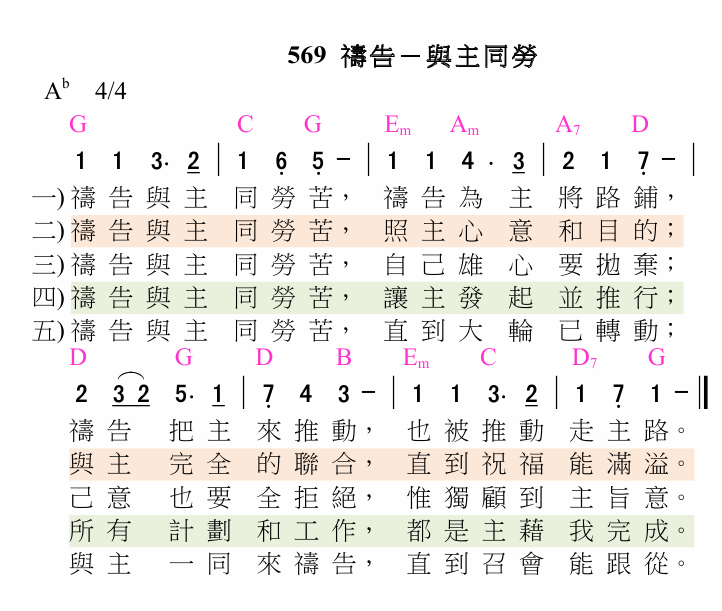 569 禱告－與主同勞
A♭ 4/4
G C G Em Am A7 D
1 1 3. 2 | 1 6 5 – | 1 1 4 . 3 | 2 1 7 – |
一) 禱告與主 同勞苦， 禱告為主 將路鋪，
二) 禱告與主 同勞苦， 照主心意 和目的；
三) 禱告與主 同勞苦， 自己雄心 要拋棄；
四) 禱告與主 同勞苦， 讓主發起 並推行；
五) 禱告與主 同勞苦， 直到大輪 已轉動；
D G D B Em C D7 G
2 3 2 5. 1 | 7 4 3 – | 1 1 3. 2 | 1 7 1 – ‖
禱告 把主 來推動， 也被推動 走主路。
與主 完全 的聯合， 直到祝福 能滿溢。
己意 也要 全拒絕， 惟獨顧到 主旨意。
所有 計劃 和工作， 都是主藉 我完成。
與主 一同 來禱告， 直到召會 能跟從。